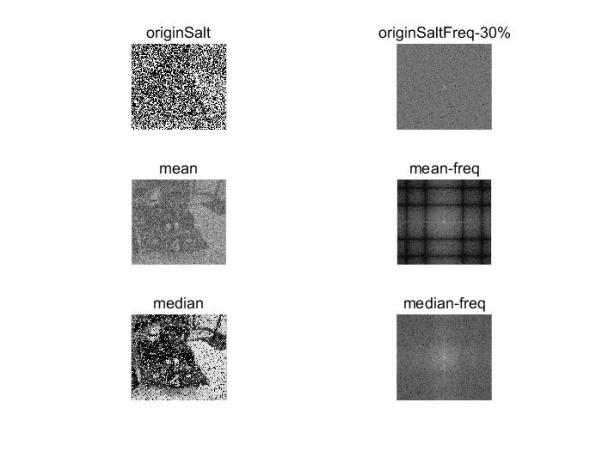 originSalt
originSaltFreq-30%
mean
mean-freq
median
median-freq